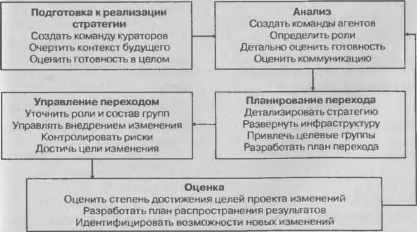 Подготовка к реализации
стратегии
Создать команду кураторов
Очертить контекст будущего
Оценить готовность в целом
Анализ
Создать команды агентов
Определить роли
Детально оценить готовность
Оценить коммуникацию
Управление переходом
Уточнить роли и состав групп
Управлять внедрением изменения
Контролировать риски
Достичь цели изменения
Планирование перехода
Детализировать стратегию
Развернуть инфраструктуру
Привлечь целевые группы
Разработать план перехода
Оценка
Оценить степень достижения целей проекта изменений
Разработать план распространения результатов
Идентифицировать возможности новых изменений